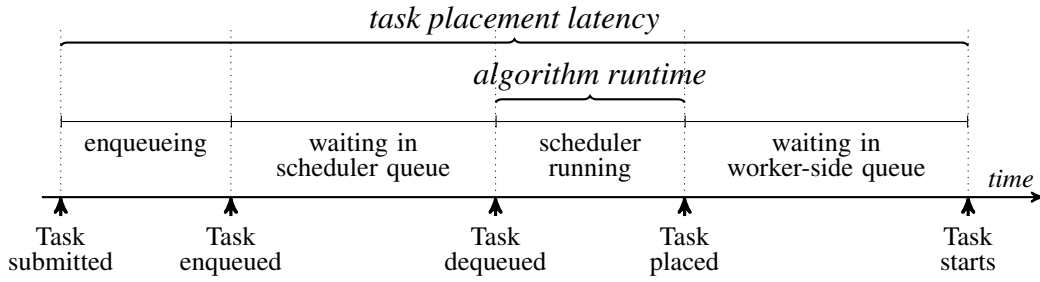 task placement latency
algorithm runtime
enqueueing
waiting in
scheduler queue
scheduler
running
waiting in
worker-side queue
time
Task
submitted
Task
enqueued
Task
dequeued
Task
placed
Task
starts